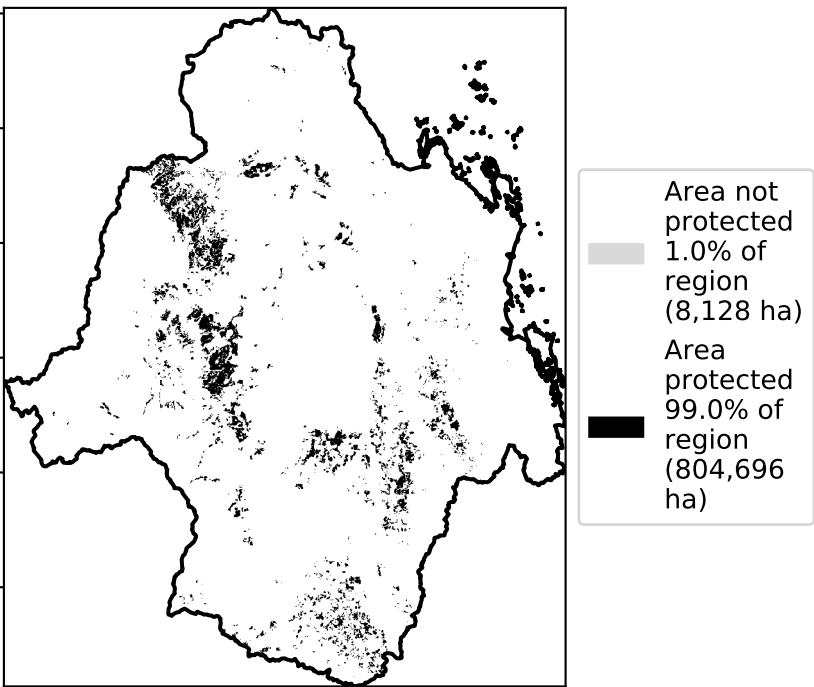 Area not
protected
1.0% of
region
(8,128 ha)
Area
protected
99.0% of
region
(804,696
ha)